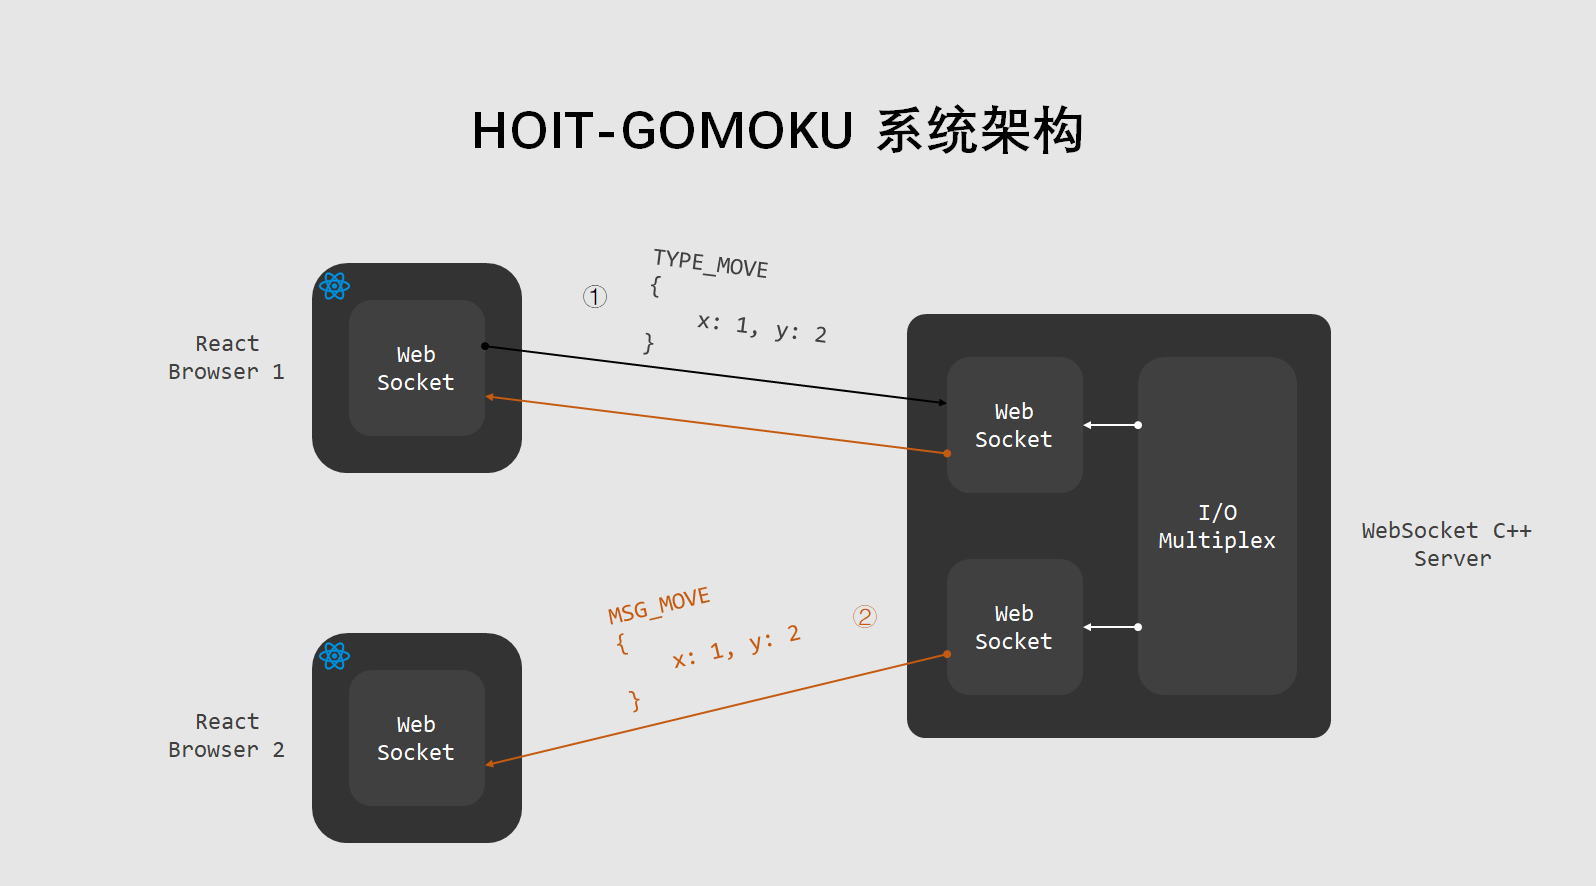 HOIT-GOMOKU 系统架构
①
TYPE_MOVE
{
x: 1, y: 2
}
React
Browser 1
Web
Socket
Web
Socket
I/O
Multiplex
WebSocket C++
Server
MSG_MOVE
{
x: 1, y: 2
}
②
Web
Socket
React
Browser 2
Web
Socket